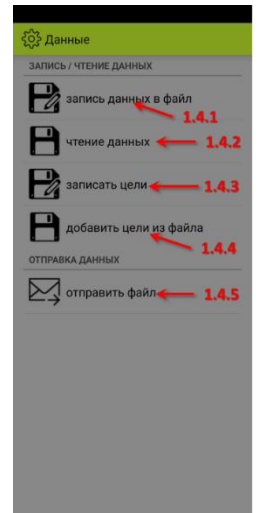 Данные
ЗАПИСЬ / ЧТЕНИЕ ДАННЫХ
запись данных в файл
1.4.1
чтение данных
1.4.2
записать цели
1.4.3
добавить цели из файла
1.4.4
ОТПРАВКА ДАННЫХ
отправить файл
1.4.5